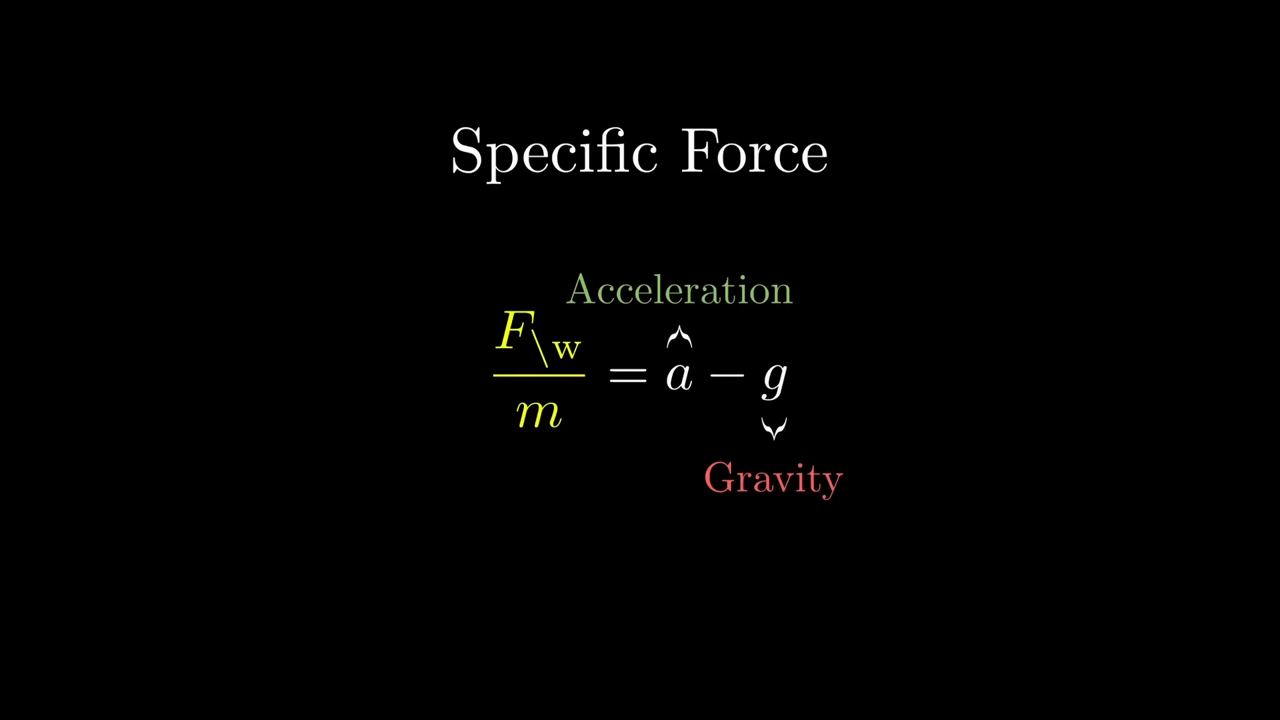 Specific Force
Acceleration
F\w
m
= a − g
Gravity